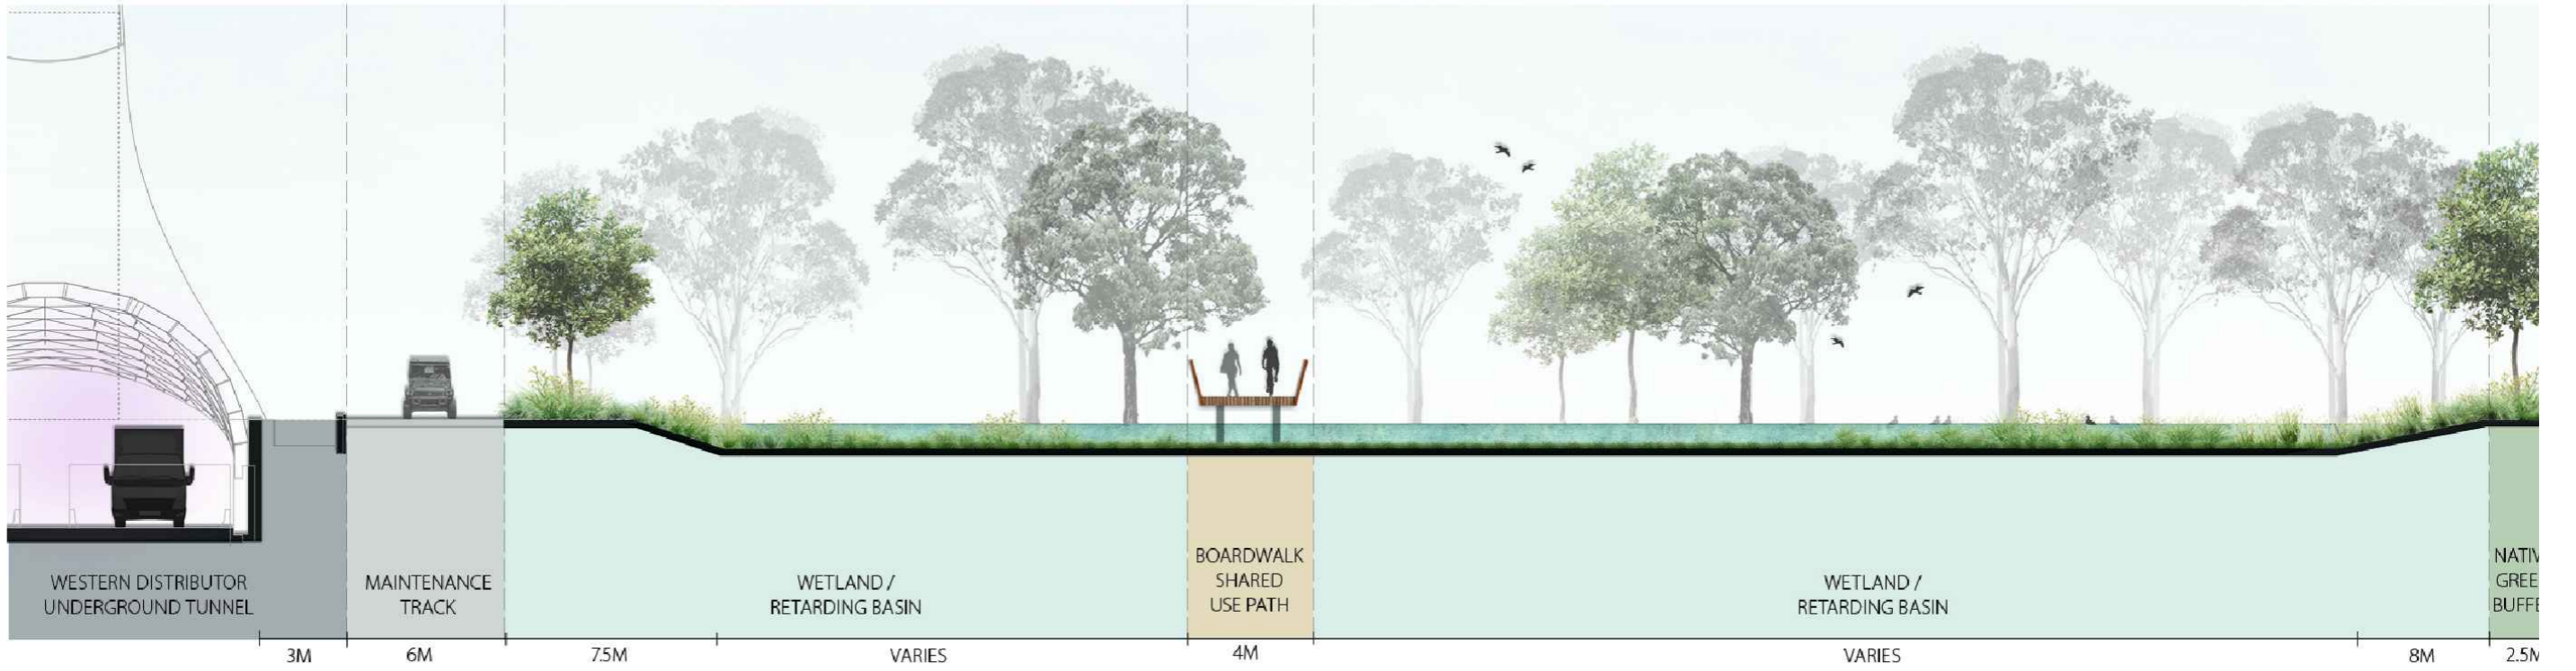 WESTERN DISTRIBUTOR
UNDERGROUND TUNNEL
MAINTENANCE
TRACK
WETLAND /
RETARDING BASIN
BOARDWALK
SHARED
USE PATH
WETLAND /
RETARDING BASIN
3M
6M
7.5M
VARIES
4M
VARIES
8M